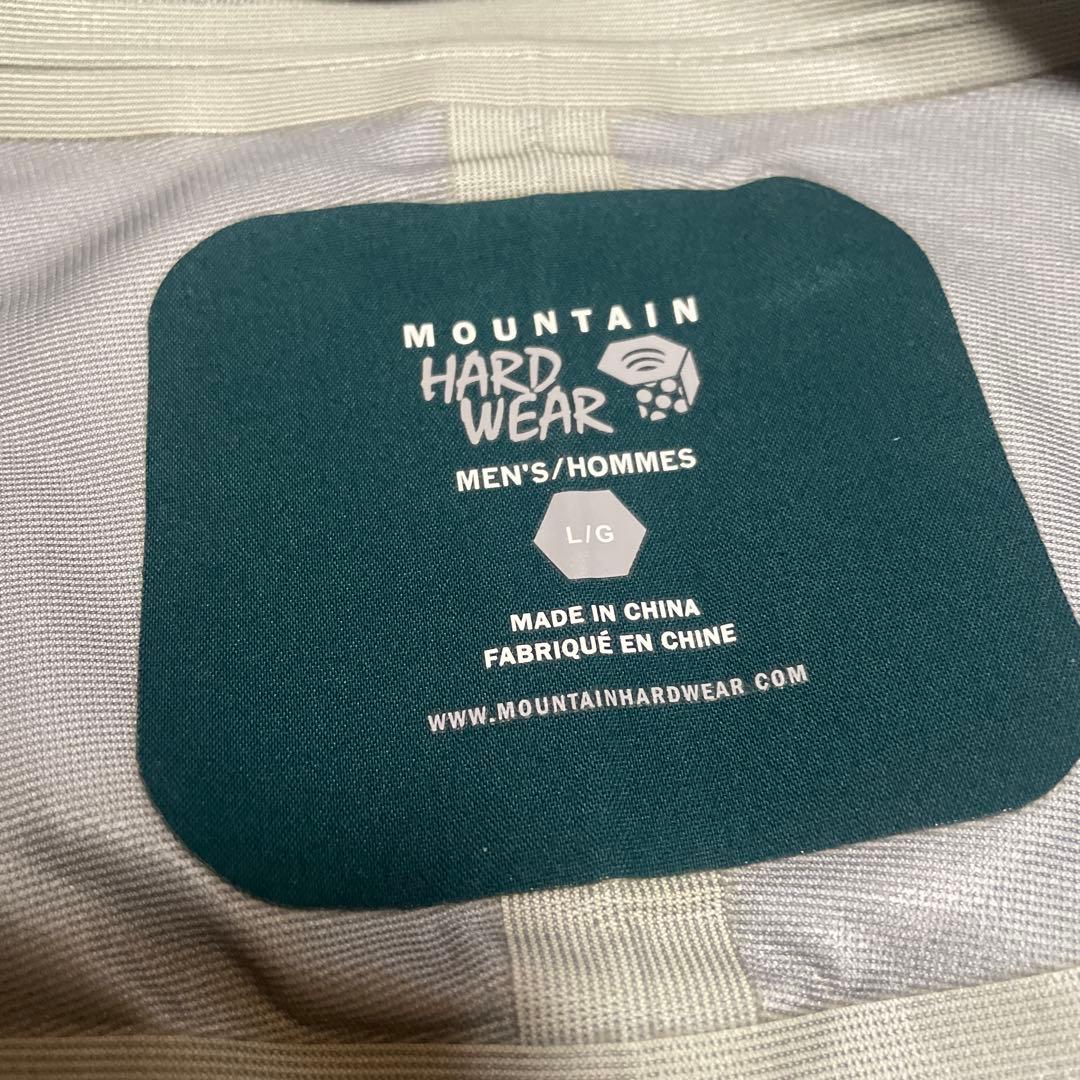 MOUNTAIN
HARD
WEAR
MEN'S/HOMMES
L/G
MADE IN CHINA
FABRIQUÉ EN CHINE
WWW.MOUNTAINHARDWEAR.COM